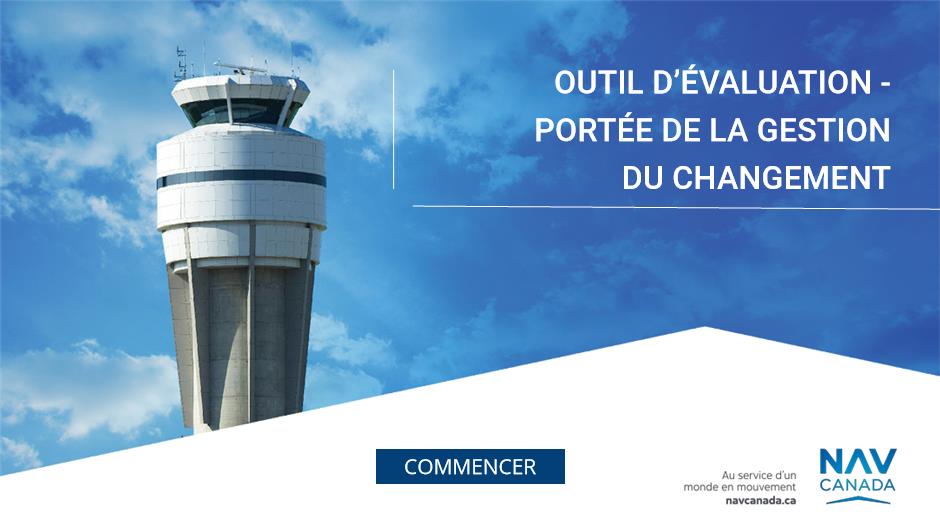 OUTIL D’ÉVALUATION -
PORTÉE DE LA GESTION
DU CHANGEMENT
COMMENCER
Au service d'un
monde en mouvement
navcanada.ca
NAV
CANADA